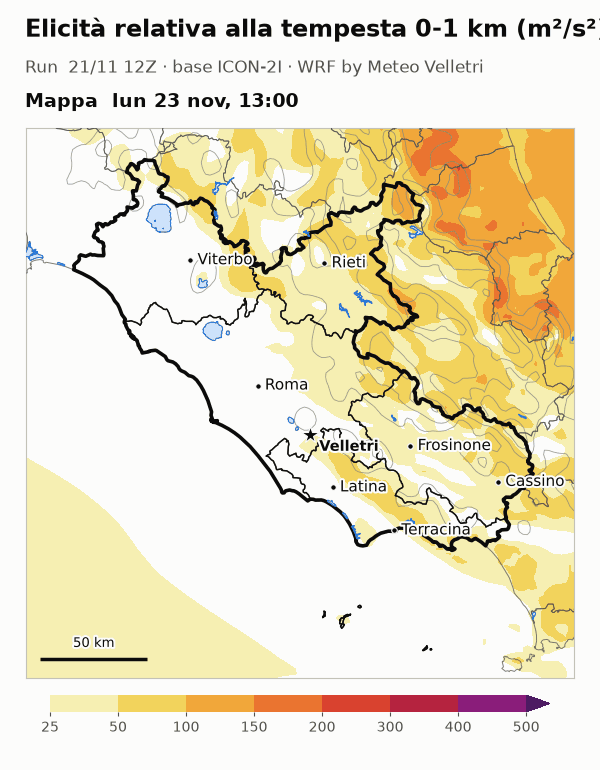 Elicità relativa alla tempesta 0-1 km (m²/s²)
Run  21/11 12Z · base ICON-2I · WRF by Meteo Velletri
Mappa  lun 23 nov, 13:00
Viterbo
Rieti
Roma
Velletri
Frosinone
Cassino
Latina
Terracina
50 km
25 50 100 150 200 300 400 500